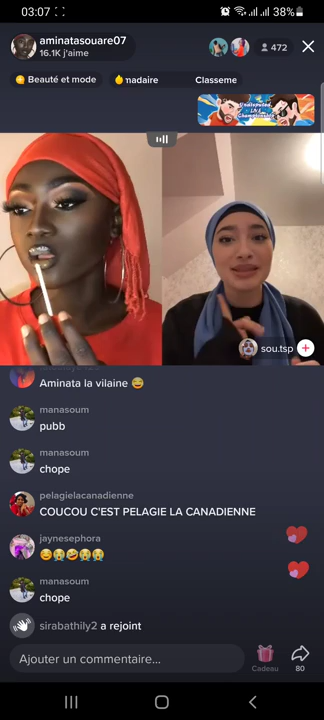 03:07
38%
aminatasouare07
16.1K j'aime
472
Beauté et mode
madaire
Classeme
sou.tsp
Aminata la vilaine 😅
manasoum
pubb
manasoum
chope
pelagielacanadienne
COUCOU C'EST PELAGIE LA CANADIENNE
jaynesephora
😊😭🤣😭😭
manasoum
chope
sirabathily2 a rejoint
Ajouter un commentaire...
Cadeau
80